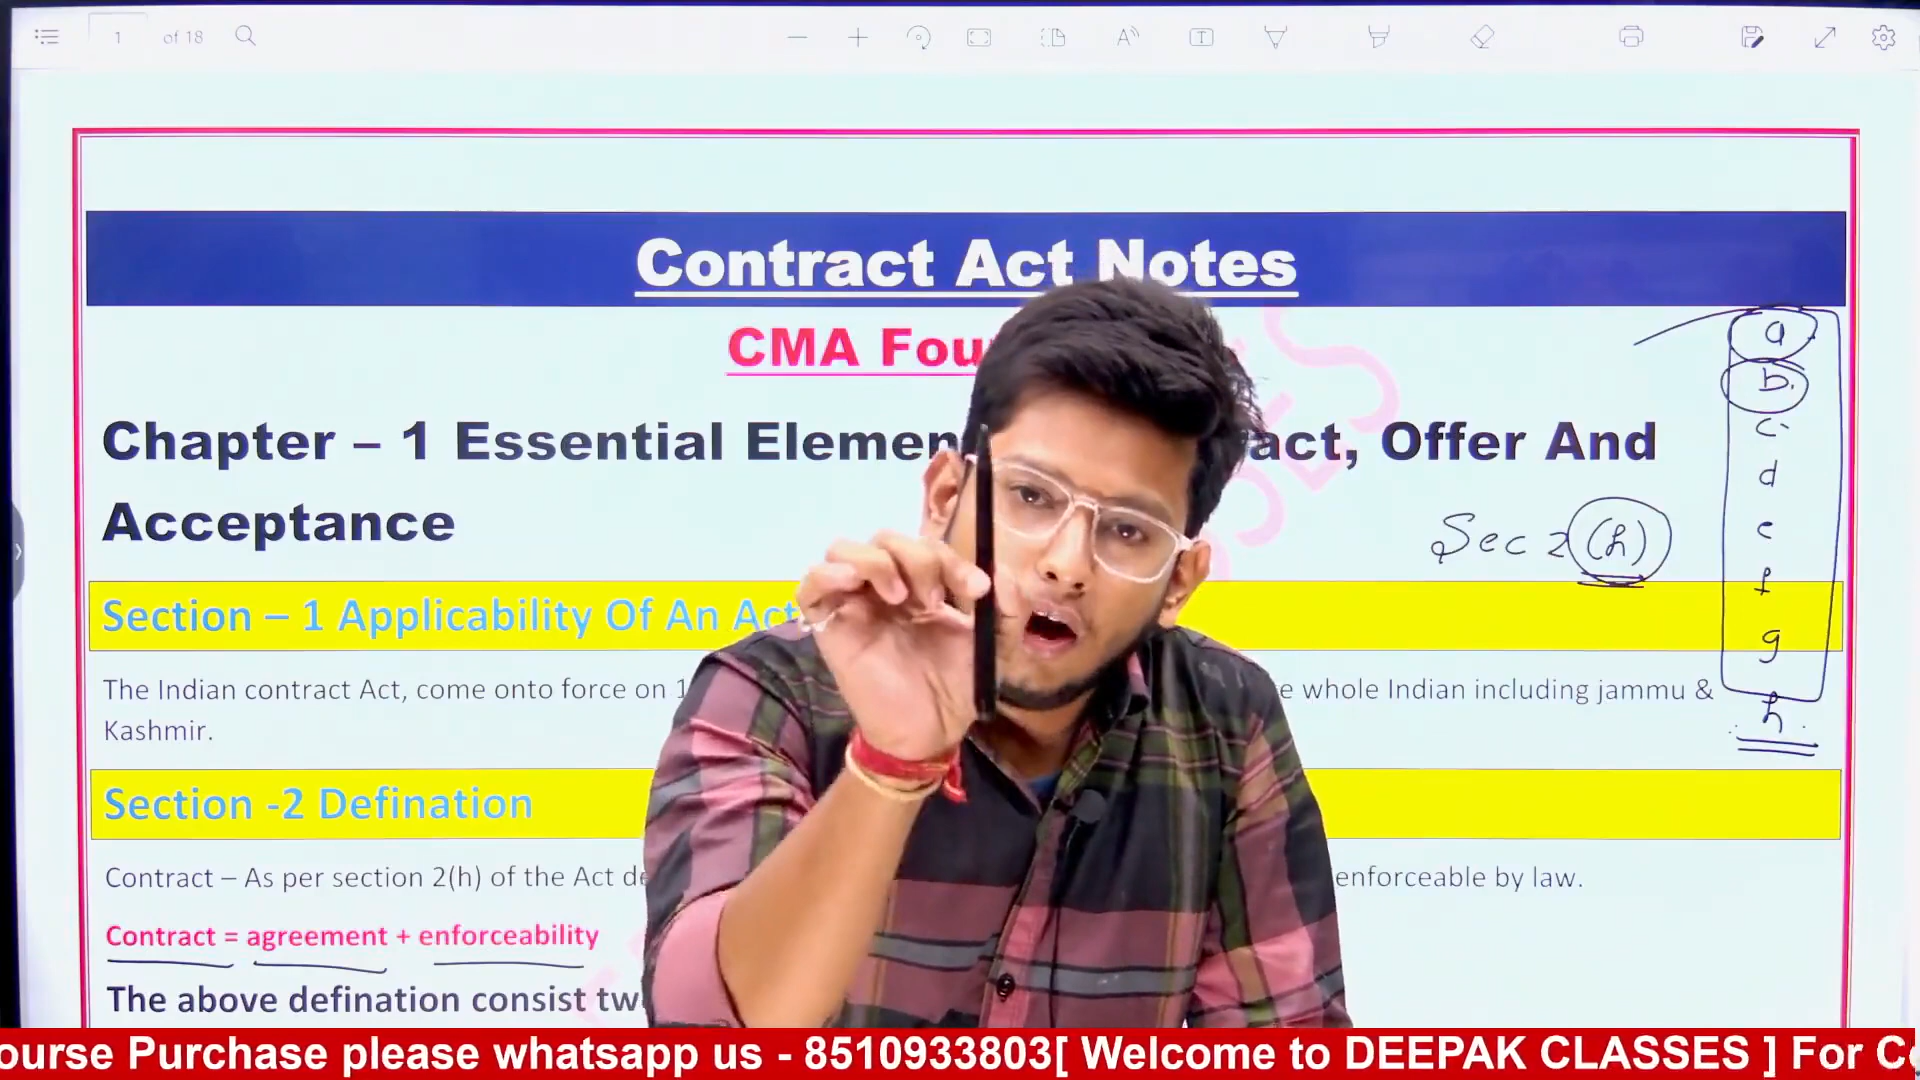 1 of 18
Contract Act Notes
CMA Fou
Chapter – 1 Essential Elemen act, Offer And
Acceptance
Section – 1 Applicability Of An Act
The Indian contract Act, come onto force on 1 whole Indian including jammu &
Kashmir.
Section -2 Defination
Contract – As per section 2(h) of the Act de enforceable by law.
Contract = agreement + enforceability
The above defination consist tw
Sec 2 (h)
a
b.
c
d
e
f
g
h
ourse Purchase please whatsapp us - 8510933803[ Welcome to DEEPAK CLASSES ] For Co